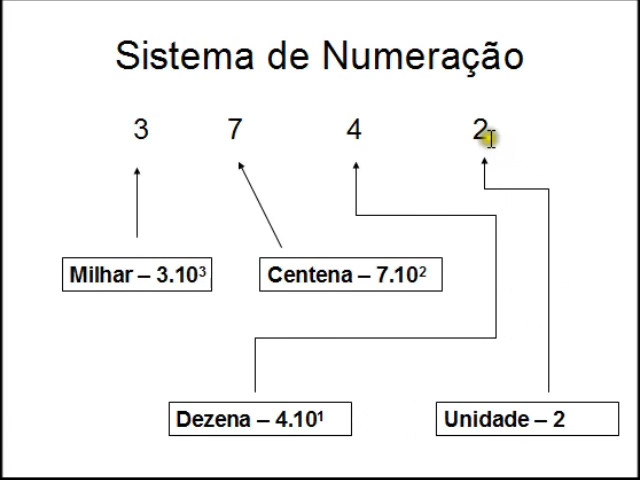 Sistema de Numeração
3 7 4 2
Milhar – 3.10³ Centena – 7.10²
Dezena – 4.10¹ Unidade – 2